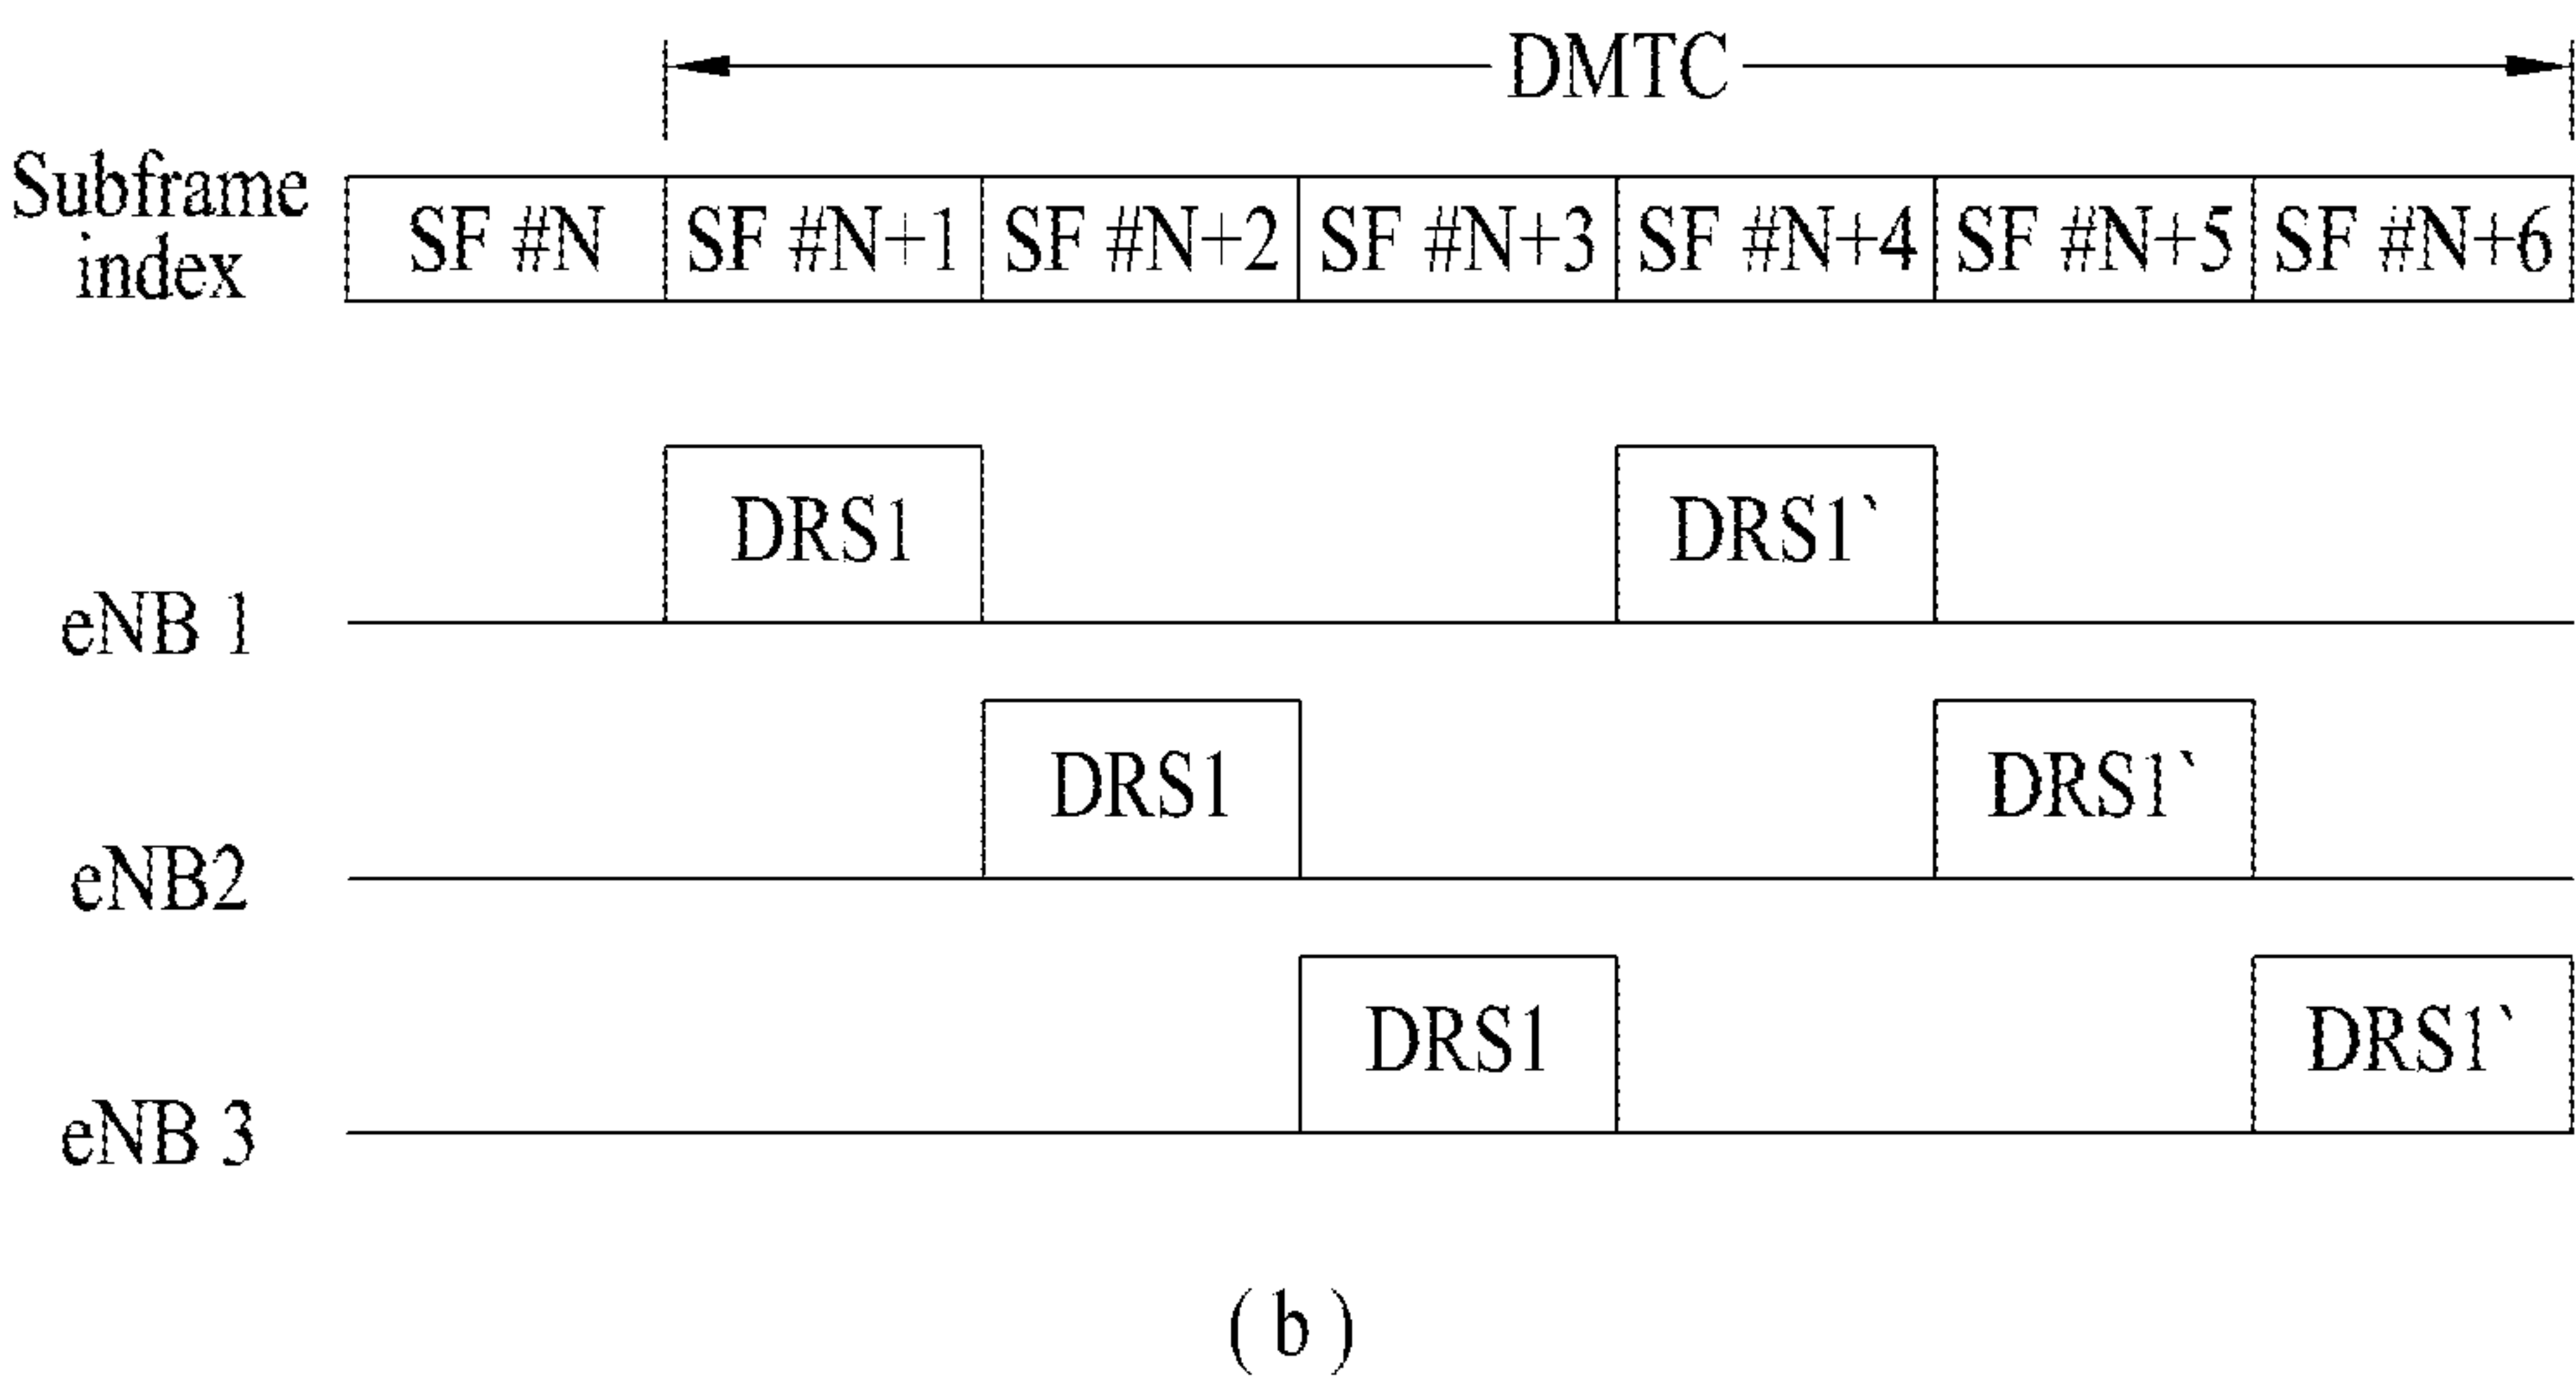 DMTC
Subframe
index
SF #N SF #N+1 SF #N+2 SF #N+3 SF #N+4 SF #N+5 SF #N+6
DRS1 DRS1`
eNB 1
DRS1 DRS1`
eNB2
DRS1 DRS1`
eNB 3
( b )